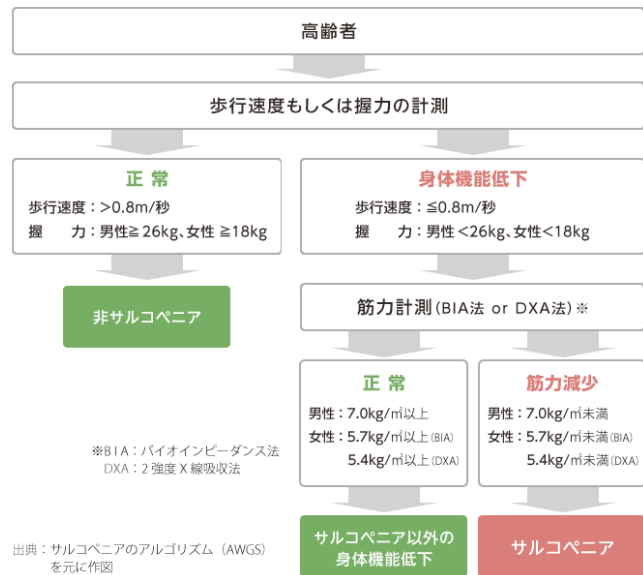 高齢者
歩行速度もしくは握力の計測
正 常
歩行速度：>0.8m/秒
握　　力：男性≧26kg、女性 ≧18kg
身体機能低下
歩行速度：≦0.8m/秒
握　　力：男性<26kg、女性<18kg
非サルコペニア
筋力計測(BIA法 or DXA法)※
正 常
男性：7.0kg/㎡以上
女性：5.7kg/㎡以上(BIA)
5.4kg/㎡以上(DXA)
筋力減少
男性：7.0kg/㎡未満
女性：5.7kg/㎡未満(BIA)
5.4kg/㎡未満(DXA)
※BIA：バイオインピーダンス法
DXA：2強度X線吸収法
サルコペニア以外の
身体機能低下
サルコペニア
出典：サルコペニアのアルゴリズム（AWGS）
を元に作図